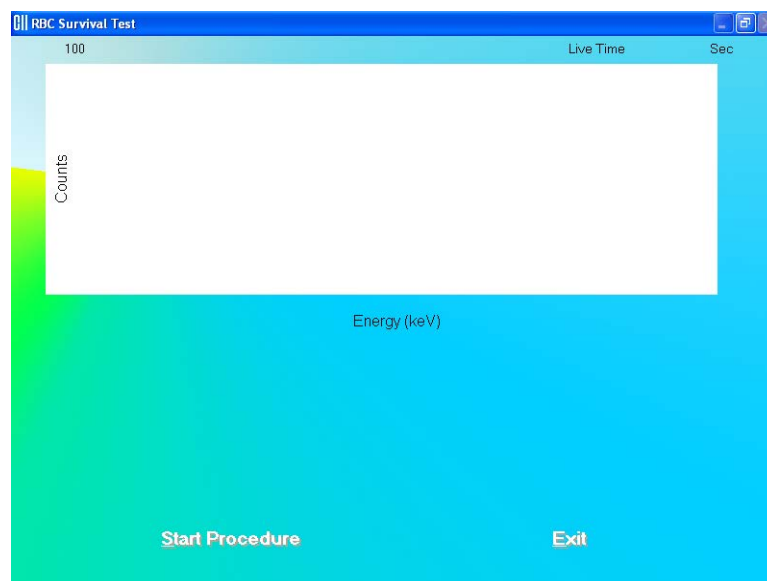 RBC Survival Test
100 Live Time Sec
Counts
Energy (keV)
Start Procedure Exit